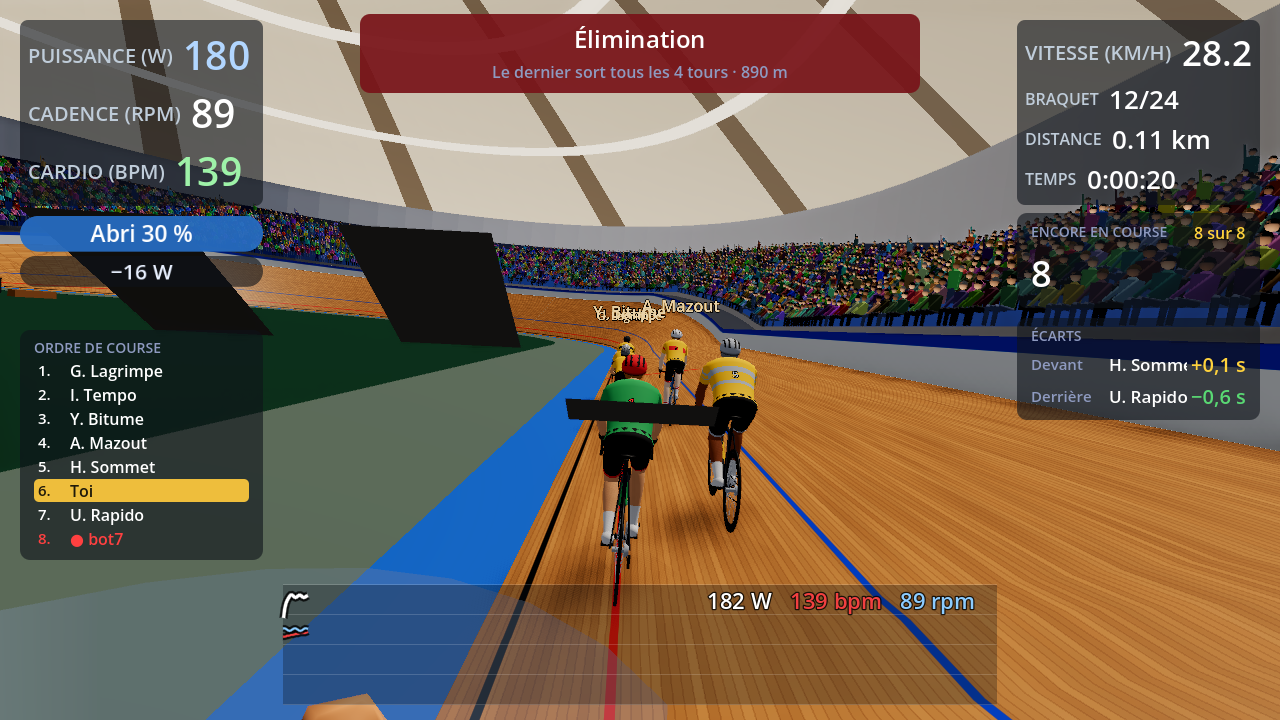 Élimination
Le dernier sort tous les 4 tours · 890 m
PUISSANCE (W) 180
CADENCE (RPM) 89
CARDIO (BPM) 139
Abri 30 %
−16 W
VITESSE (KM/H) 28.2
BRAQUET 12/24
DISTANCE 0.11 km
TEMPS 0:00:20
ENCORE EN COURSE 8 sur 8
8
ÉCARTS
Devant H. Somme +0,1 s
Derrière U. Rapido −0,6 s
A. Mazout
Y. Bitume
ORDRE DE COURSE
1. G. Lagrimpe
2. I. Tempo
3. Y. Bitume
4. A. Mazout
5. H. Sommet
6. Toi
7. U. Rapido
8. bot7
182 W 139 bpm 89 rpm